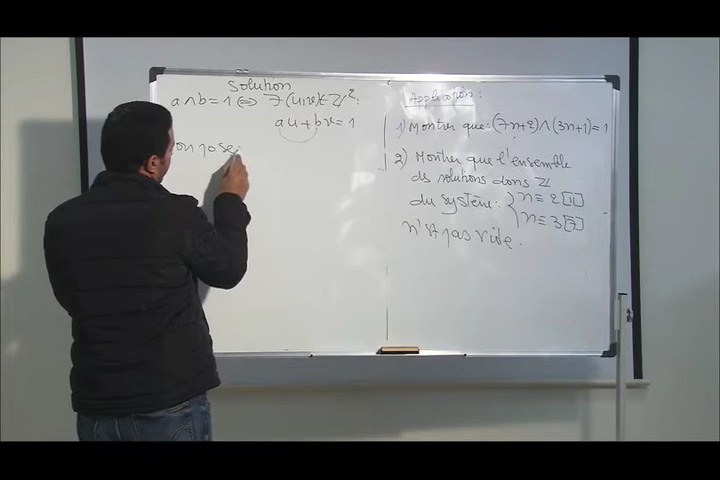 Solution
a∧b=1 ⇔ ∃(u,v)∈ℤ²:
au+bv=1
on pose:
Application:
1) Montrer que: (7n+2)∧(3n+1)=1
2) Montrer que l'ensemble
des solutions dans ℤ
du système: { n≡2[11]
n≡3[7]
n'est pas vide.